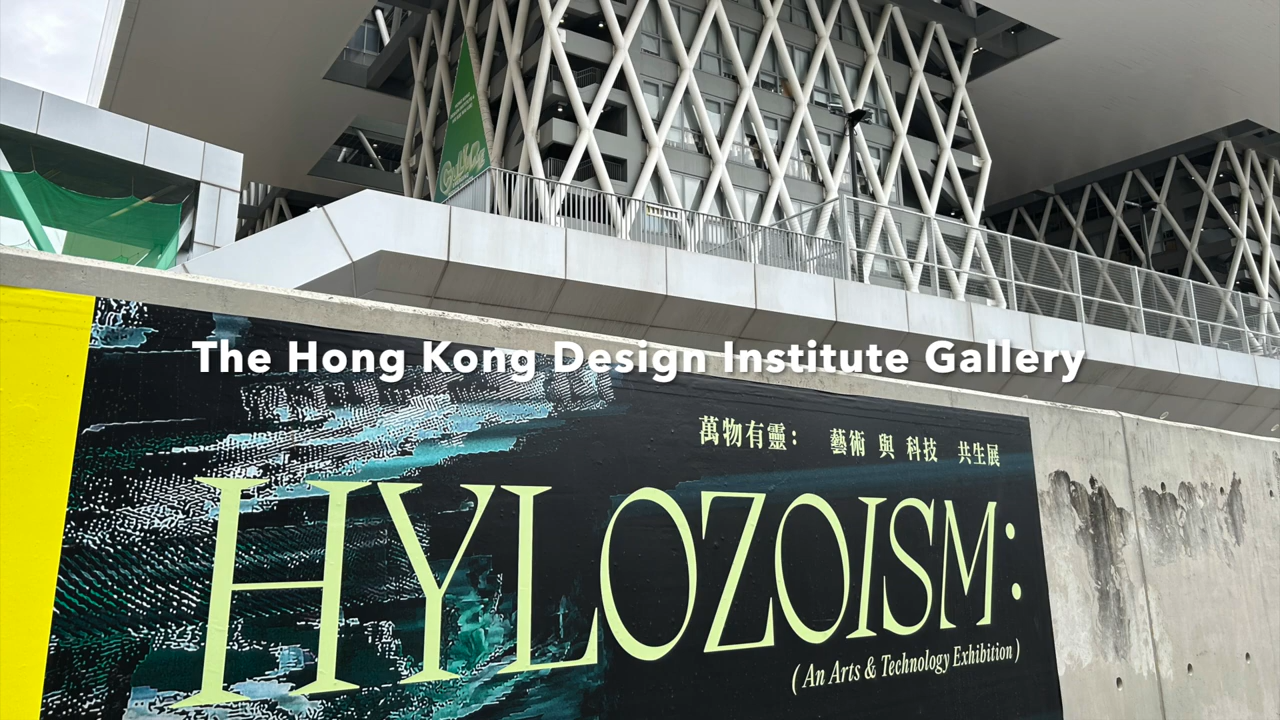 The Hong Kong Design Institute Gallery
萬物有靈： 藝術 與 科技 共生展
HYLOZOISM:
( An Arts & Technology Exhibition )